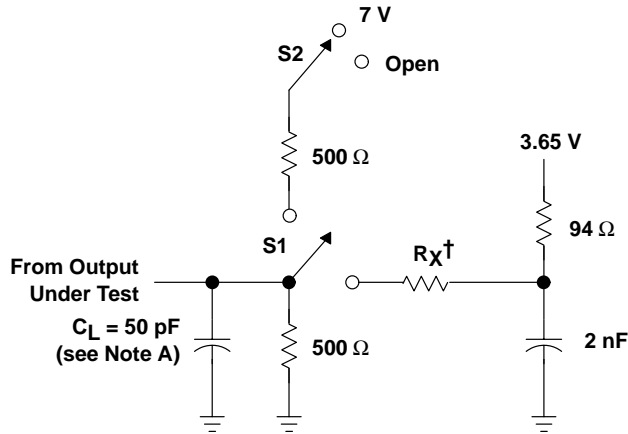 7 V
S2
Open
500 Ω
3.65 V
S1
RX†
94 Ω
From Output
Under Test
CL = 50 pF
(see Note A)
500 Ω
2 nF